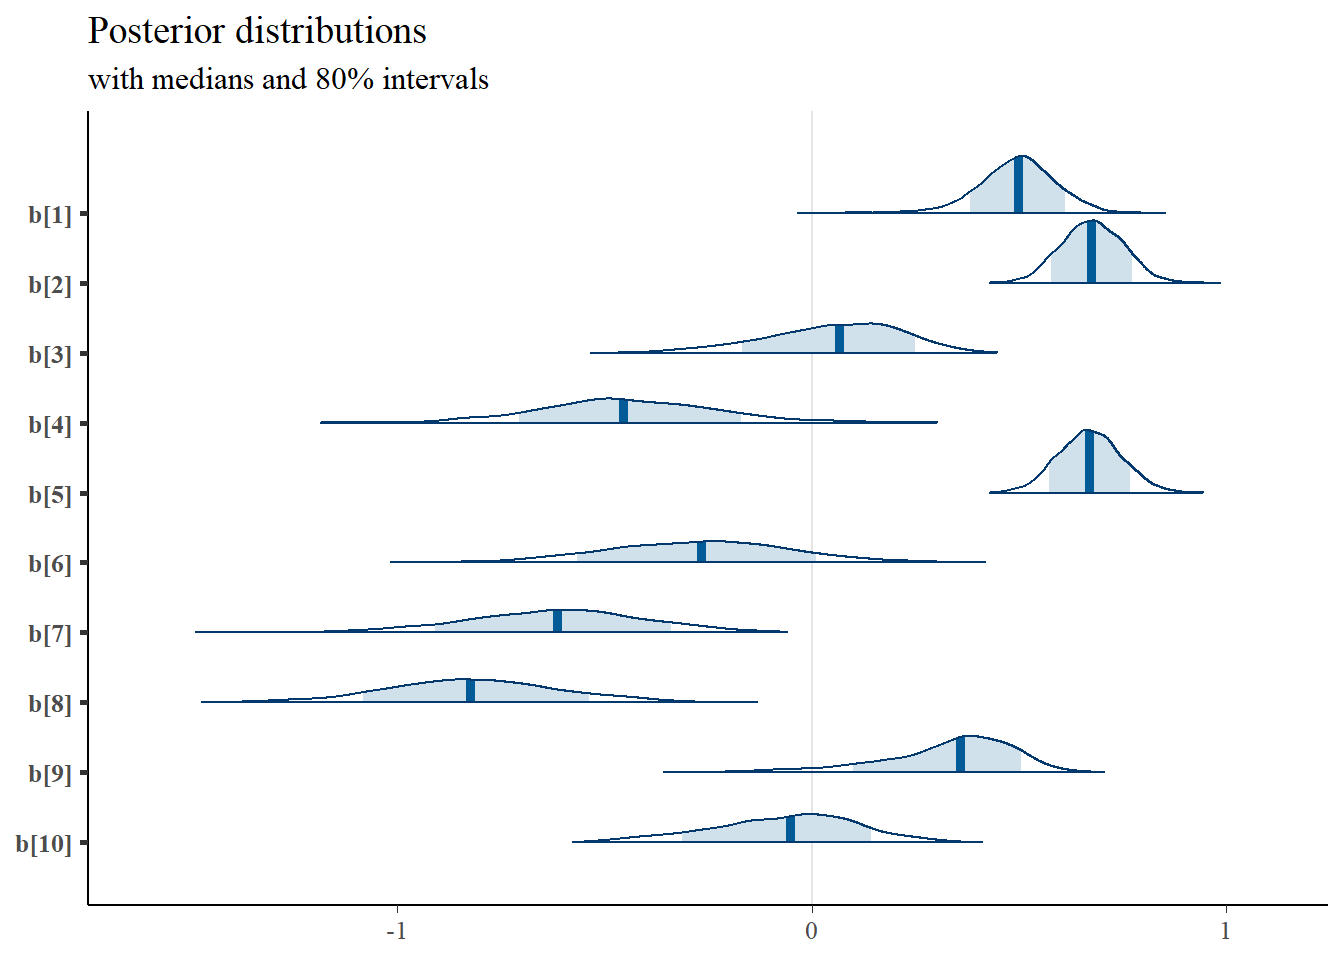 Posterior distributions
with medians and 80% intervals
b[1]
b[2]
b[3]
b[4]
b[5]
b[6]
b[7]
b[8]
b[9]
b[10]
-1 0 1